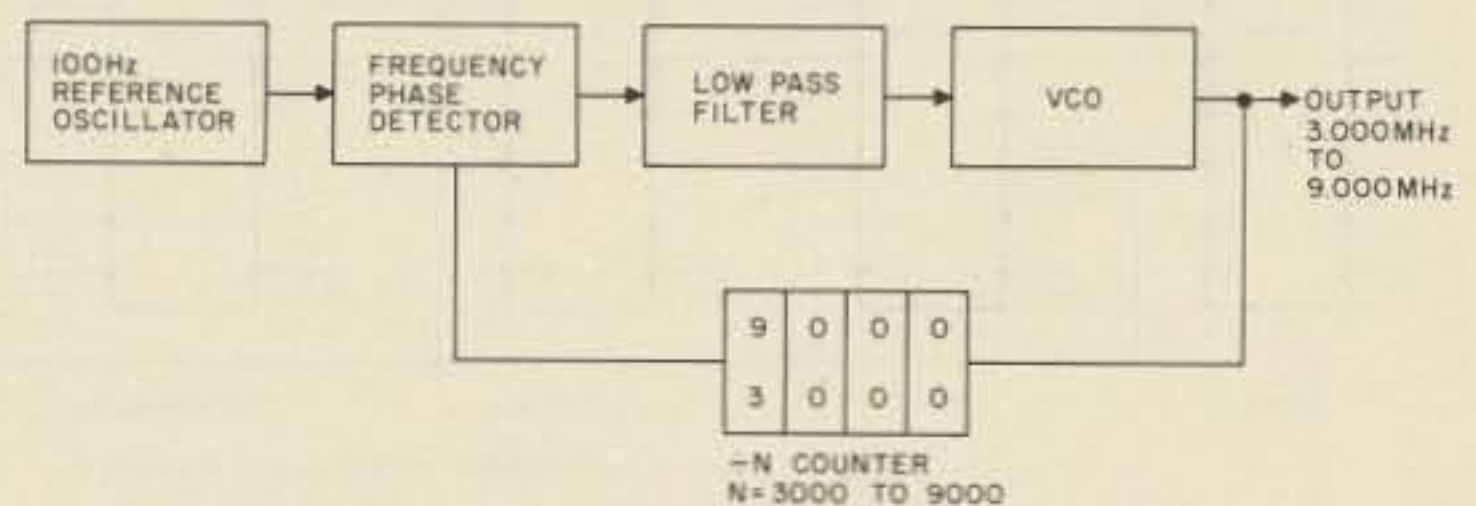 100Hz
REFERENCE
OSCILLATOR
FREQUENCY
PHASE
DETECTOR
LOW PASS
FILTER
VCO
OUTPUT
3.000MHz
TO
9.000MHz
9 0 0 0
3 0 0 0
-N COUNTER
N=3000 TO 9000